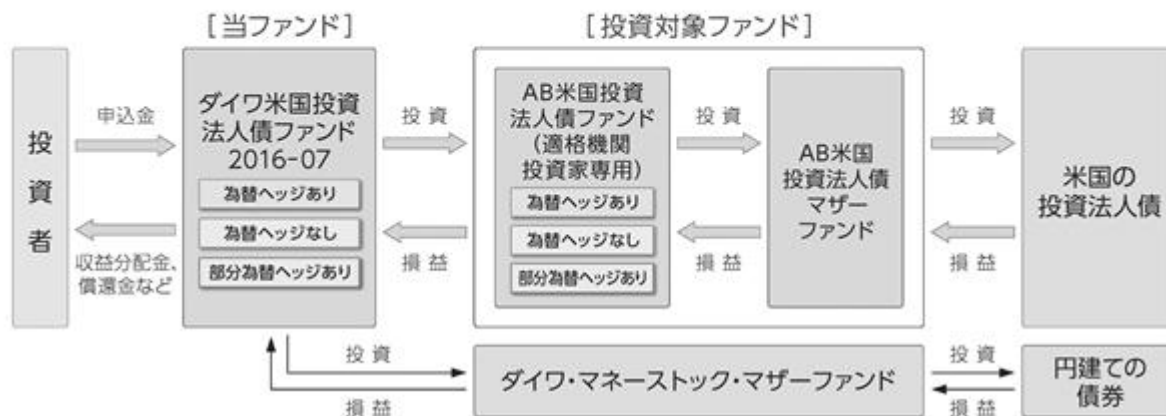 [当ファンド]
[投資対象ファンド]
投資者
申込金
収益分配金、
償還金など
ダイワ米国投資
法人債ファンド
2016-07
為替ヘッジあり
為替ヘッジなし
部分為替ヘッジあり
投資
損益
AB米国投資
法人債ファンド
(適格機関
投資家専用)
為替ヘッジあり
為替ヘッジなし
部分為替ヘッジあり
投資
損益
AB米国
投資法人債
マザー
ファンド
投資
損益
米国の
投資法人債
投資
損益
ダイワ・マネーストック・マザーファンド
投資
損益
円建ての
債券